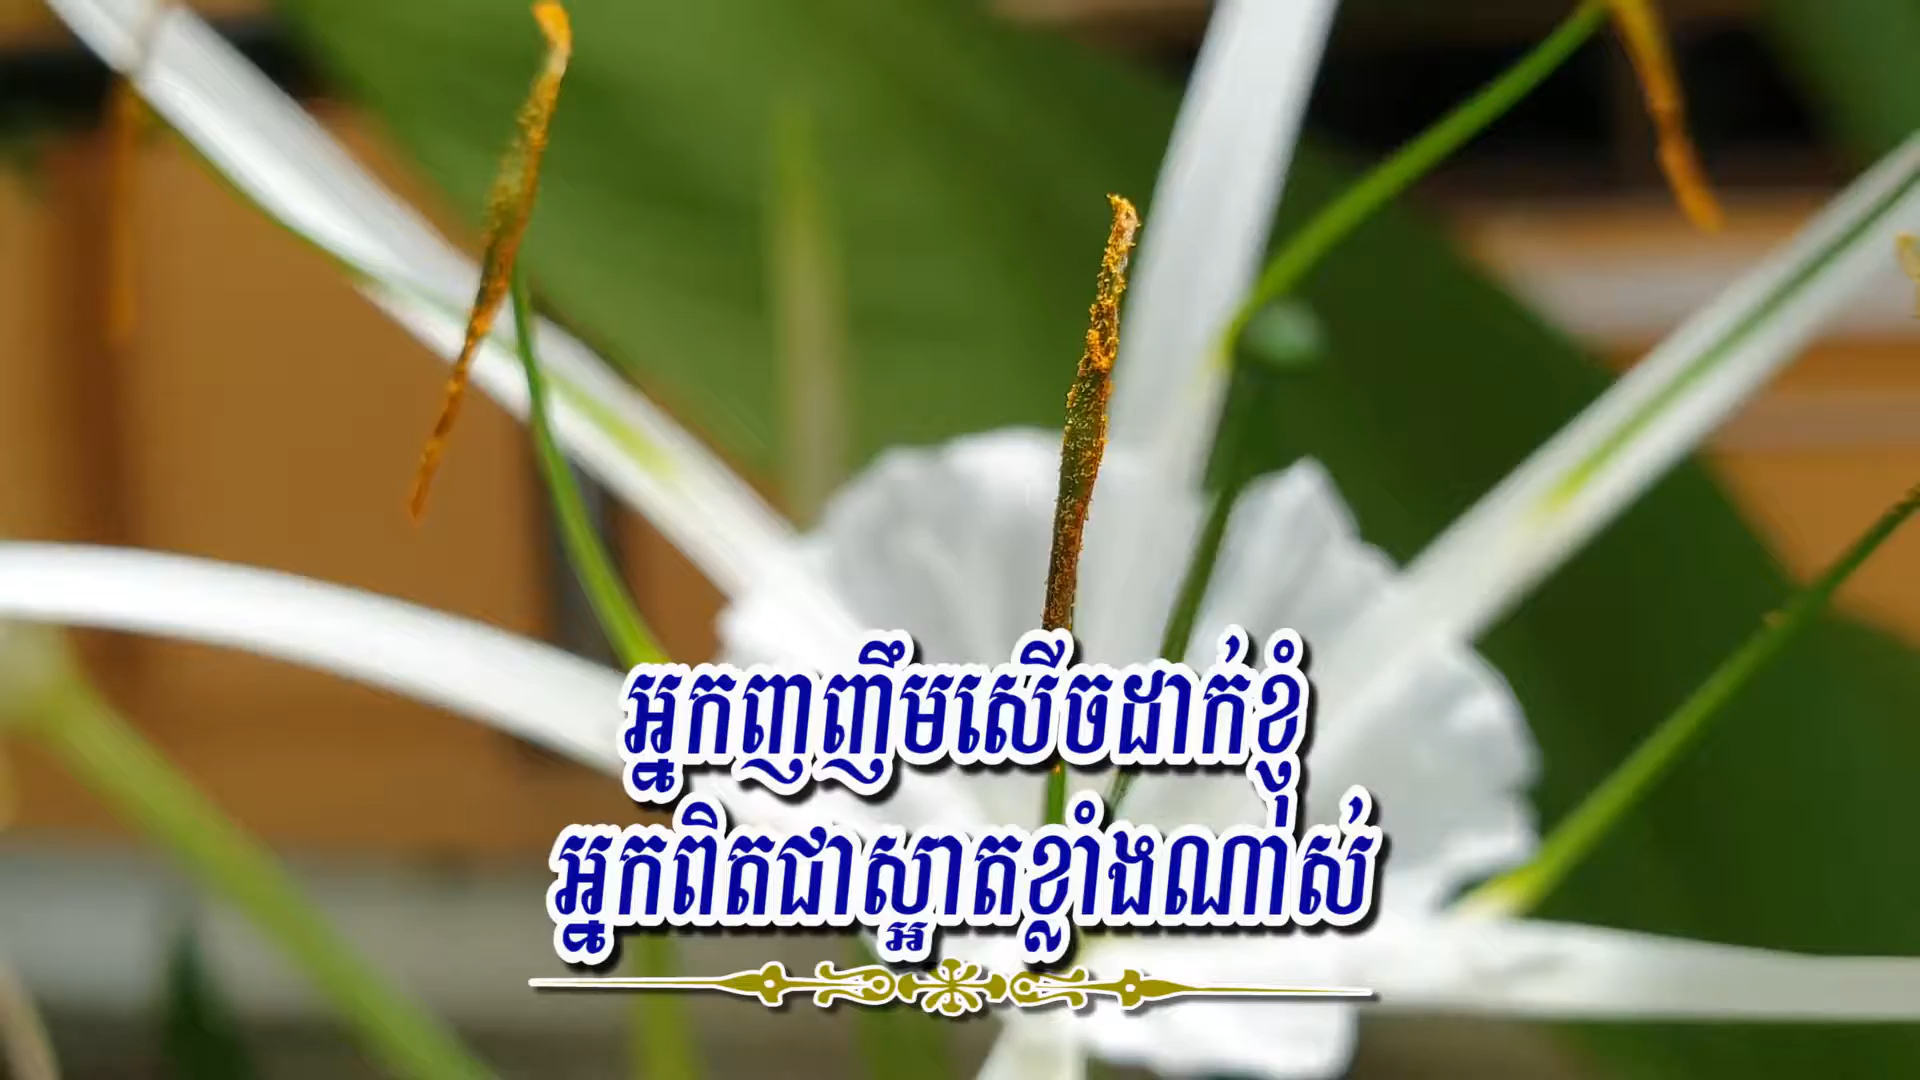 អ្នកញញឹមសើចដាក់ខ្ញុំ
អ្នកពិតជាស្អាតខ្លាំងណាស់